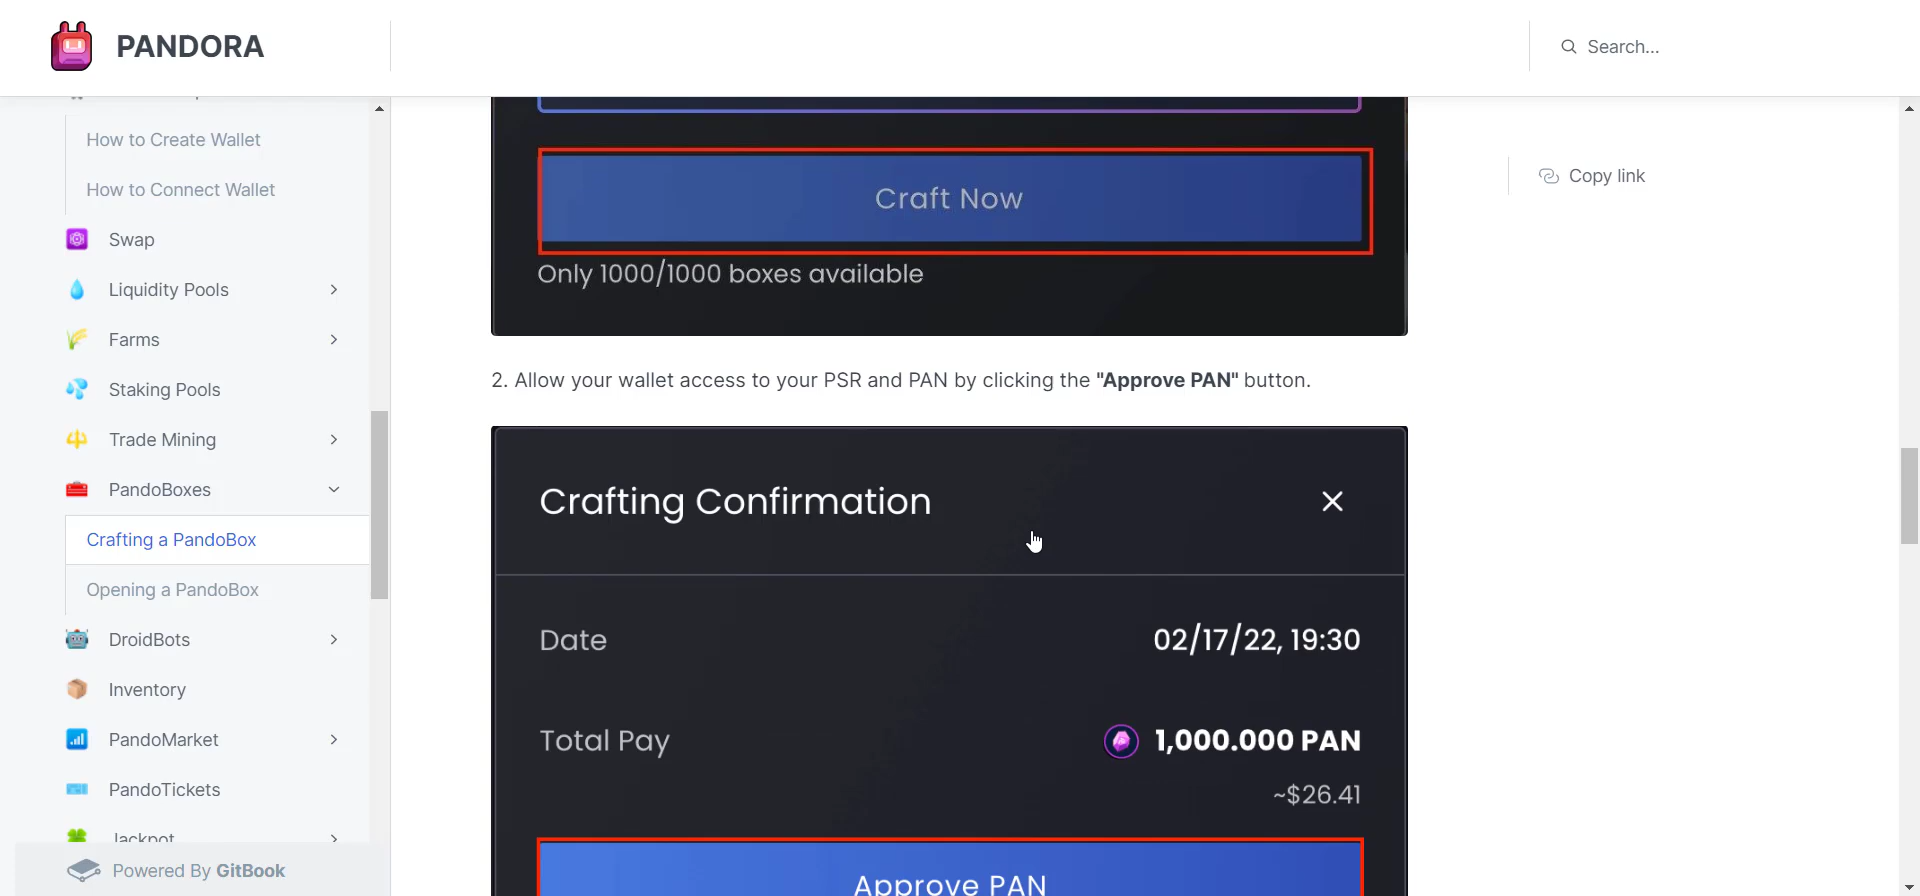 PANDORA
Search...
How to Create Wallet
How to Connect Wallet
Swap
Liquidity Pools
Farms
Staking Pools
Trade Mining
PandoBoxes
Crafting a PandoBox
Opening a PandoBox
DroidBots
Inventory
PandoMarket
PandoTickets
Jackpot
Powered By GitBook
Craft Now
Only 1000/1000 boxes available
2. Allow your wallet access to your PSR and PAN by clicking the "Approve PAN" button.
Crafting Confirmation
Date 02/17/22, 19:30
Total Pay 1,000.000 PAN
~$26.41
Approve PAN
Copy link